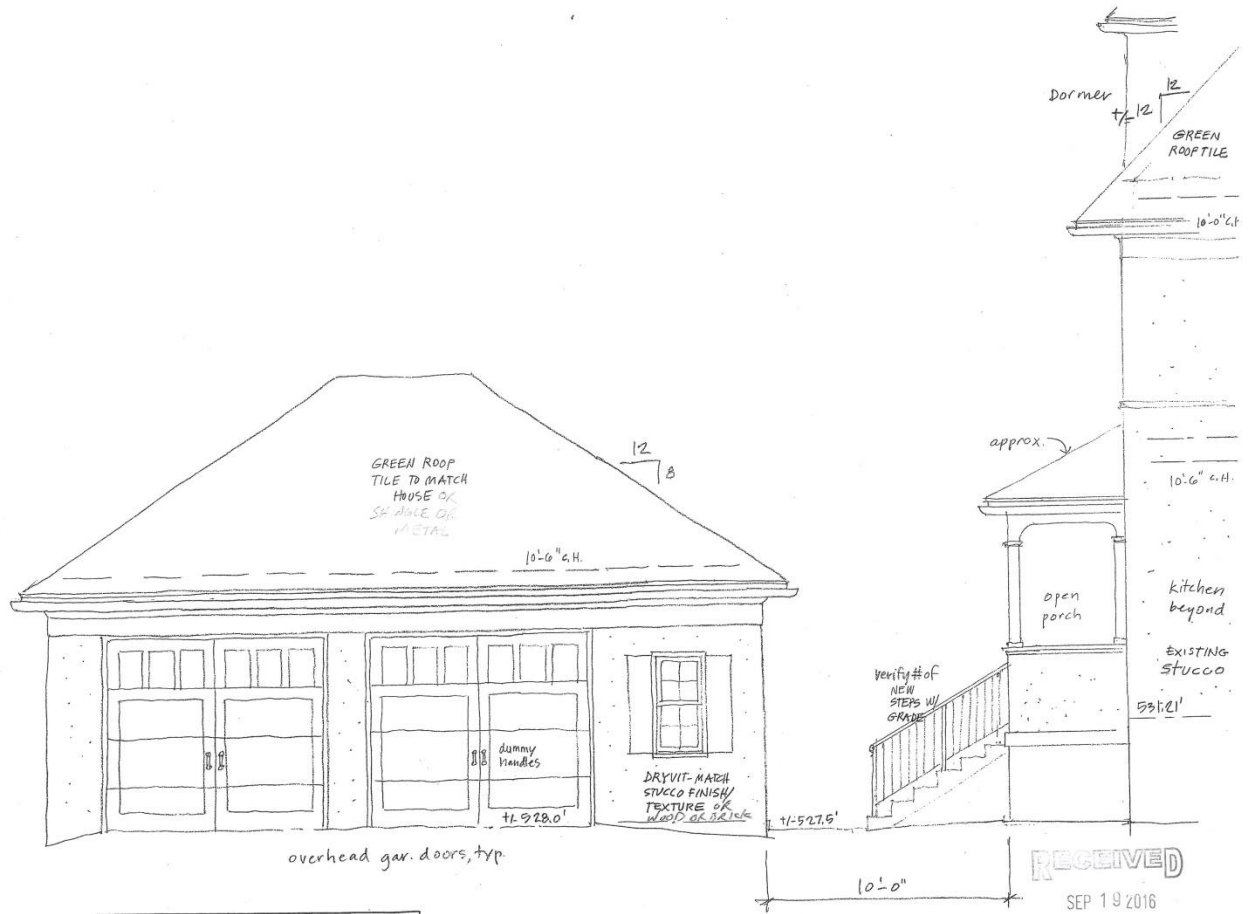 Dormer
12
+/- 12
GREEN
ROOF TILE
10'-0" C.H
12
8
GREEN ROOF
TILE TO MATCH
HOUSE OR
SHINGLE OR
METAL
10'-6" C.H.
approx.
10'-6" C.H.
open
porch
kitchen
beyond
EXISTING
STUCCO
531.21'
verify # of
NEW
STEPS W/
GRADE
dummy
handles
DRYVIT-MATCH
STUCCO FINISH/
TEXTURE OR
WOOD OR BRICK
+/- 528.0'
+/- 527.5'
overhead gar. doors, typ.
10'-0"
RECEIVED
SEP 19 2016